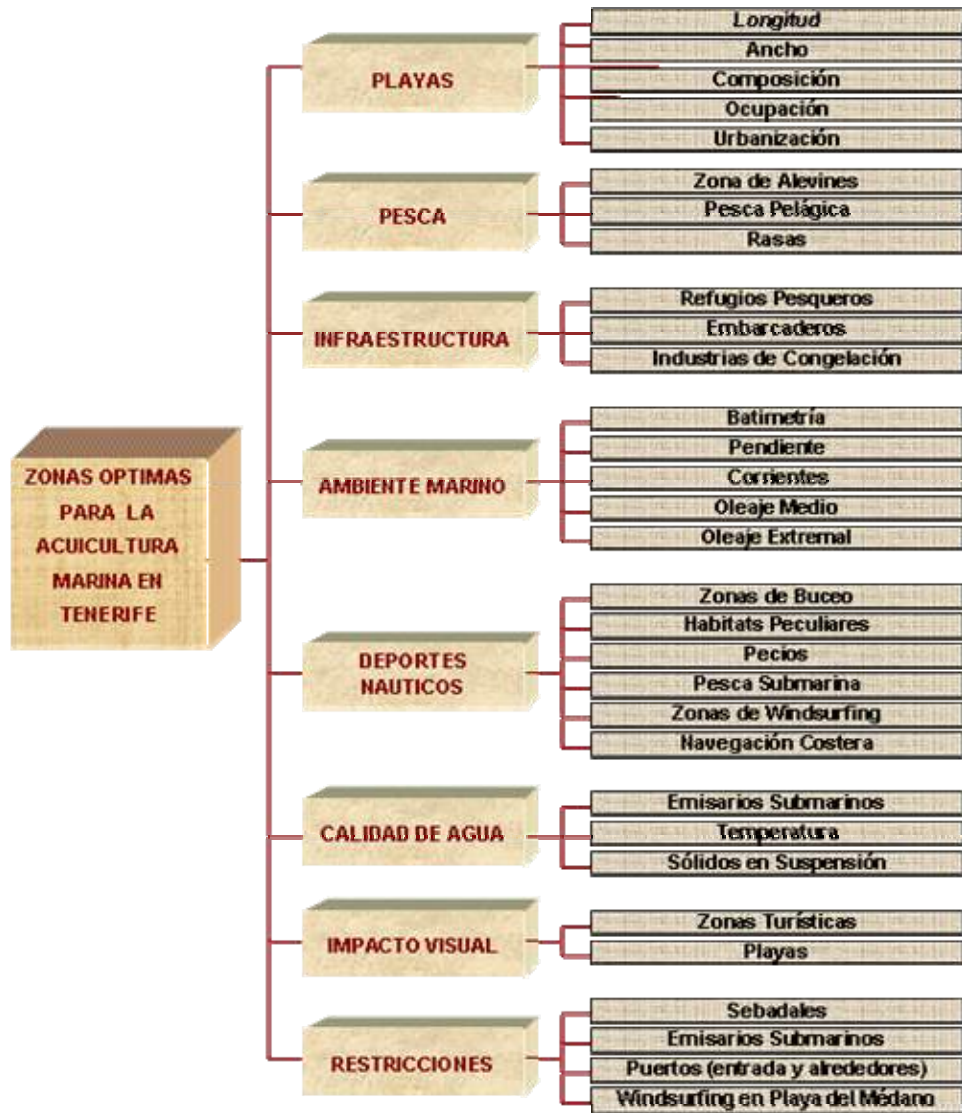 ZONAS OPTIMAS
PARA LA
ACUICULTURA
MARINA EN
TENERIFE
PLAYAS
Longitud
Ancho
Composición
Ocupación
Urbanización
PESCA
Zona de Alevines
Pesca Pelágica
Rasas
INFRAESTRUCTURA
Refugios Pesqueros
Embarcaderos
Industrias de Congelación
AMBIENTE MARINO
Batimetría
Pendiente
Corrientes
Oleaje Medio
Oleaje Extremal
DEPORTES
NAUTICOS
Zonas de Buceo
Habitats Peculiares
Pecios
Pesca Submarina
Zonas de Windsurfing
Navegación Costera
CALIDAD DE AGUA
Emisarios Submarinos
Temperatura
Sólidos en Suspensión
IMPACTO VISUAL
Zonas Turísticas
Playas
RESTRICCIONES
Sebadales
Emisarios Submarinos
Puertos (entrada y alrededores)
Windsurfing en Playa del Médano